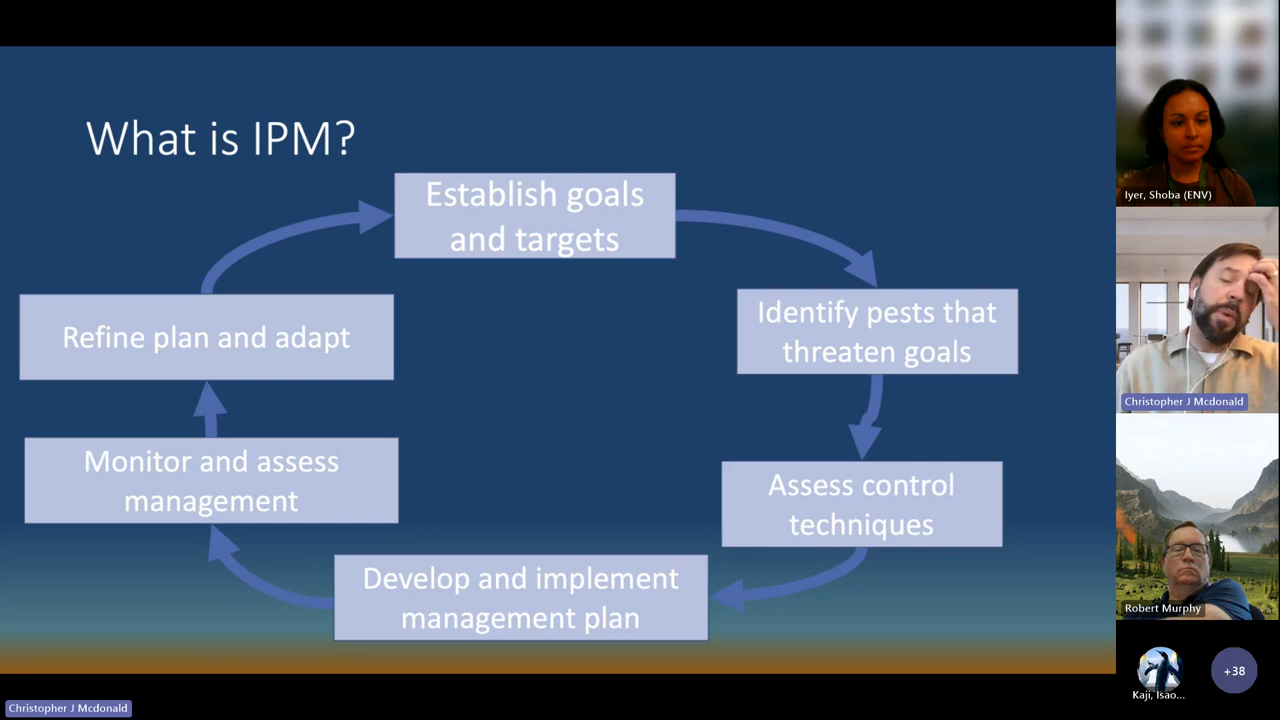 What is IPM?
Establish goals
and targets
Identify pests that
threaten goals
Assess control
techniques
Develop and implement
management plan
Monitor and assess
management
Refine plan and adapt
Iyer, Shoba (ENV)
Christopher J Mcdonald
Robert Murphy
Kaji, Isao...
+38
Christopher J Mcdonald